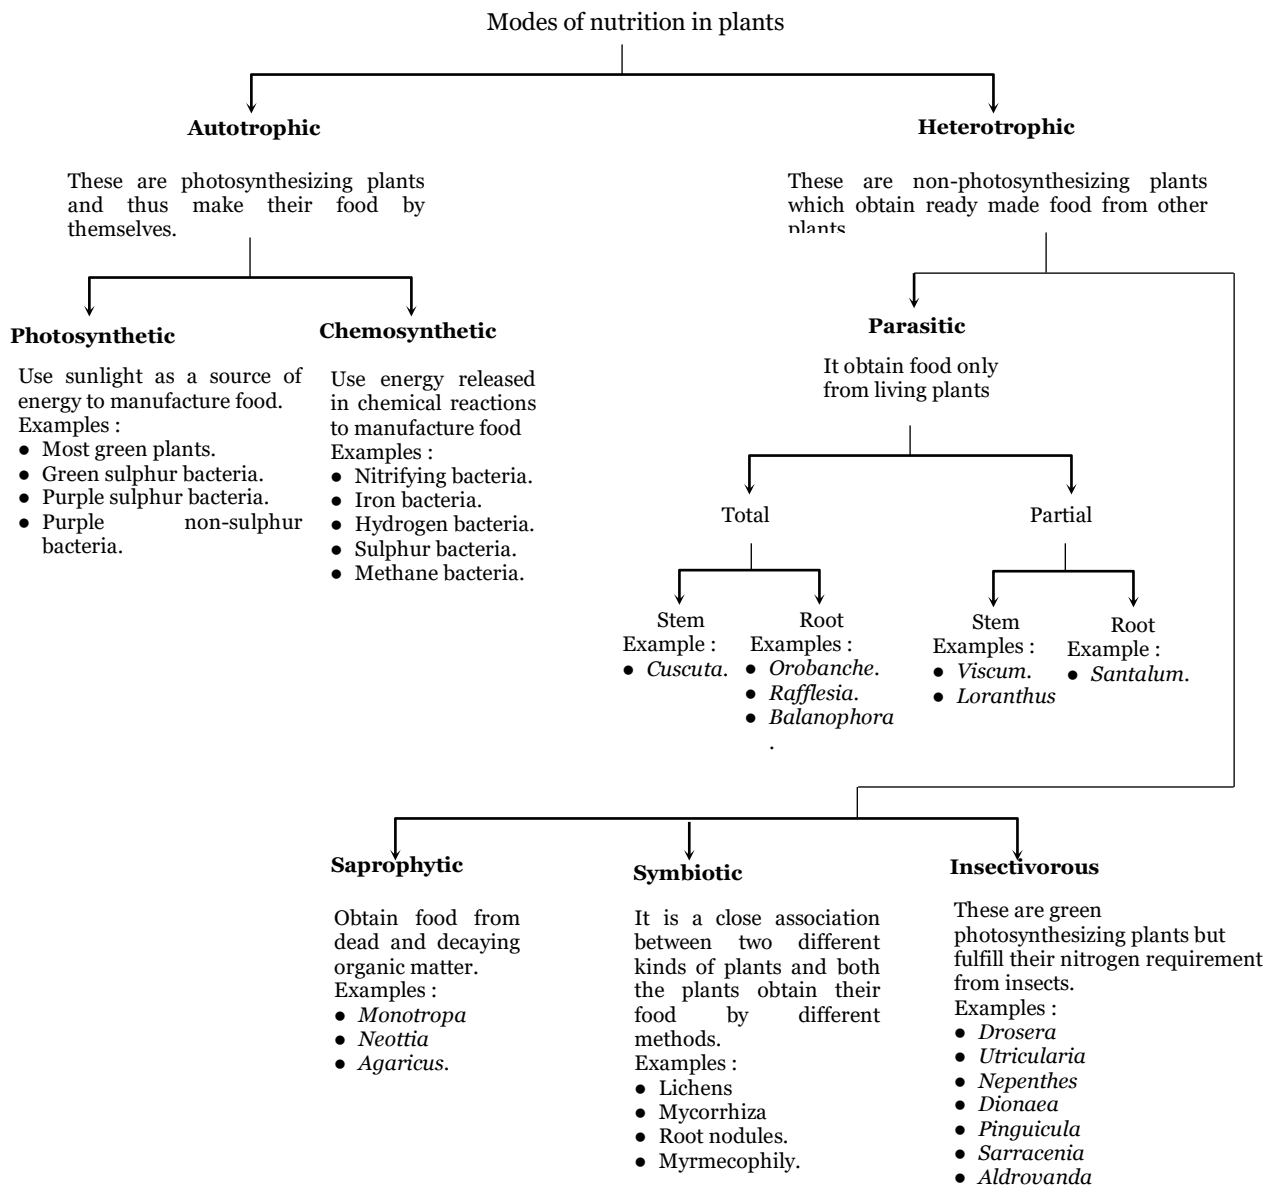 Modes of nutrition in plants
Autotrophic
These are photosynthesizing plants
and thus make their food by
themselves.
Photosynthetic
Use sunlight as a source of
energy to manufacture food.
Examples :
● Most green plants.
● Green sulphur bacteria.
● Purple sulphur bacteria.
● Purple non-sulphur
bacteria.
Chemosynthetic
Use energy released
in chemical reactions
to manufacture food
Examples :
● Nitrifying bacteria.
● Iron bacteria.
● Hydrogen bacteria.
● Sulphur bacteria.
● Methane bacteria.
Heterotrophic
These are non-photosynthesizing plants
which obtain ready made food from other
plants
Parasitic
It obtain food only
from living plants
Total
Stem
Example :
● Cuscuta.
Root
Examples :
● Orobanche.
● Rafflesia.
● Balanophora
.
Partial
Stem
Examples :
● Viscum.
● Loranthus
Root
Example :
● Santalum.
Saprophytic
Obtain food from
dead and decaying
organic matter.
Examples :
● Monotropa
● Neottia
● Agaricus.
Symbiotic
It is a close association
between two different
kinds of plants and both
the plants obtain their
food by different
methods.
Examples :
● Lichens
● Mycorrhiza
● Root nodules.
● Myrmecophily.
Insectivorous
These are green
photosynthesizing plants but
fulfill their nitrogen requirement
from insects.
Examples :
● Drosera
● Utricularia
● Nepenthes
● Dionaea
● Pinguicula
● Sarracenia
● Aldrovanda